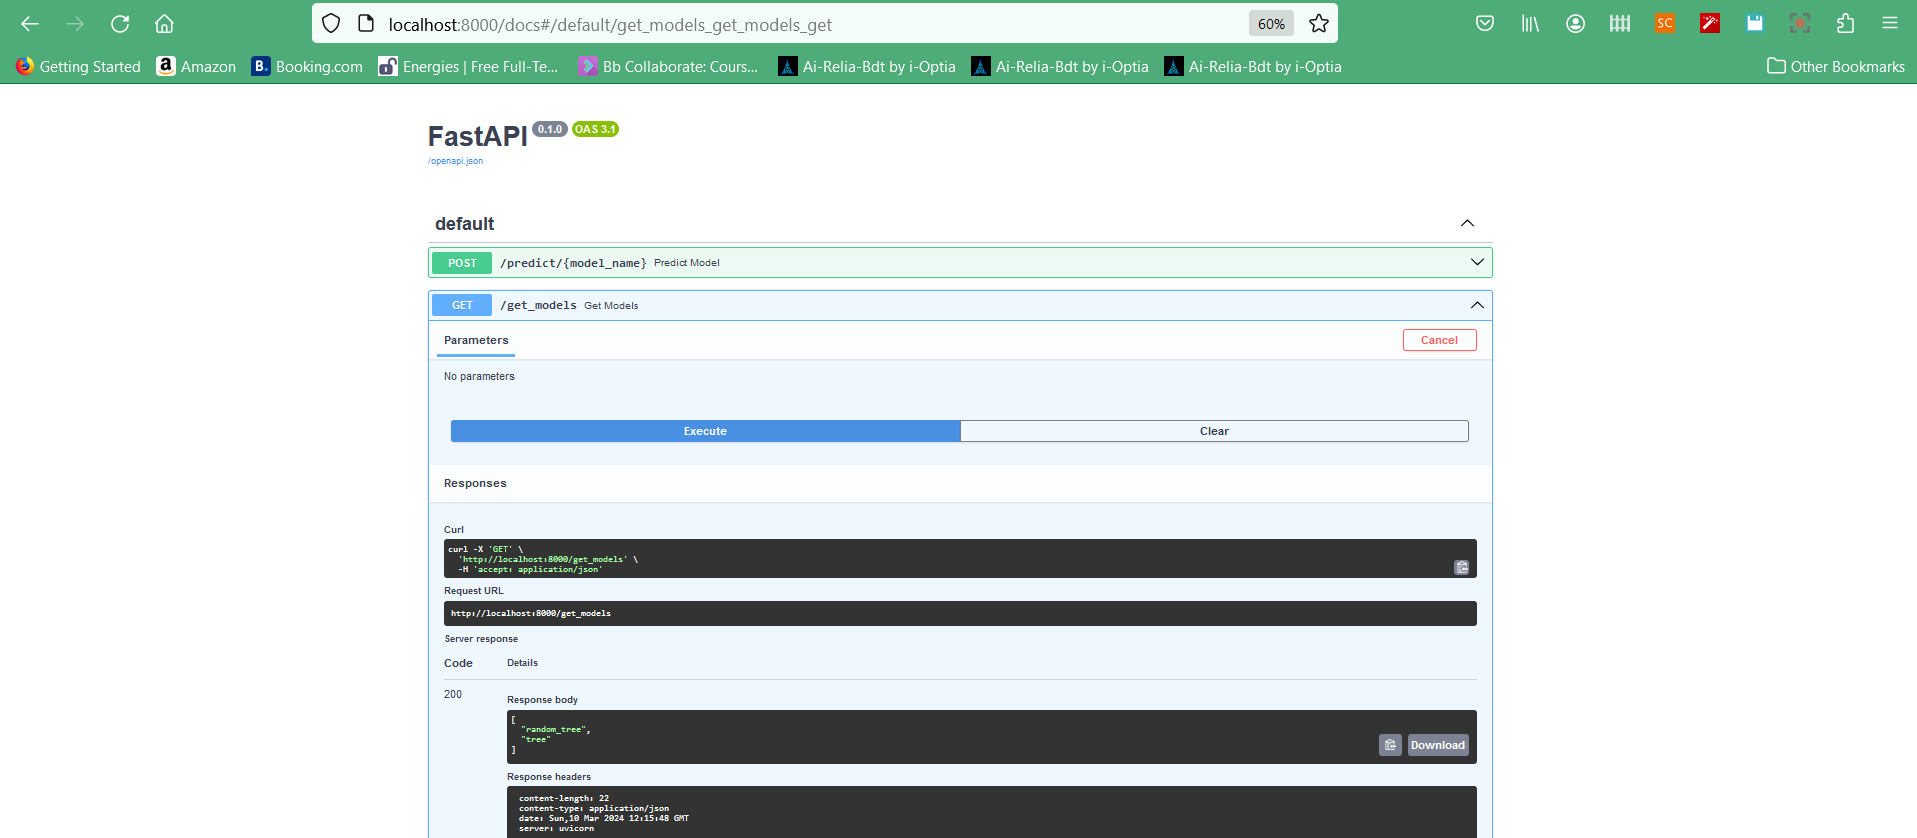 localhost:8000/docs#/default/get_models_get_models_get
60%
SC
Getting Started
Amazon
B.
Booking.com
Energies | Free Full-Te...
Bb Collaborate: Cours...
Ai-Relia-Bdt by i-Optia
Ai-Relia-Bdt by i-Optia
Ai-Relia-Bdt by i-Optia
Other Bookmarks
FastAPI 0.1.0 OAS 3.1
/openapi.json
default
POST /predict/{model_name} Predict Model
GET /get_models Get Models
Parameters
Cancel
No parameters
Execute
Clear
Responses
Curl
curl -X 'GET' \
'http://localhost:8000/get_models' \
-H 'accept: application/json'
Request URL
http://localhost:8000/get_models
Server response
Code Details
200
Response body
[
"random_tree",
"tree"
]
Download
Response headers
content-length: 22
content-type: application/json
date: Sun,10 Mar 2024 12:15:48 GMT
server: uvicorn